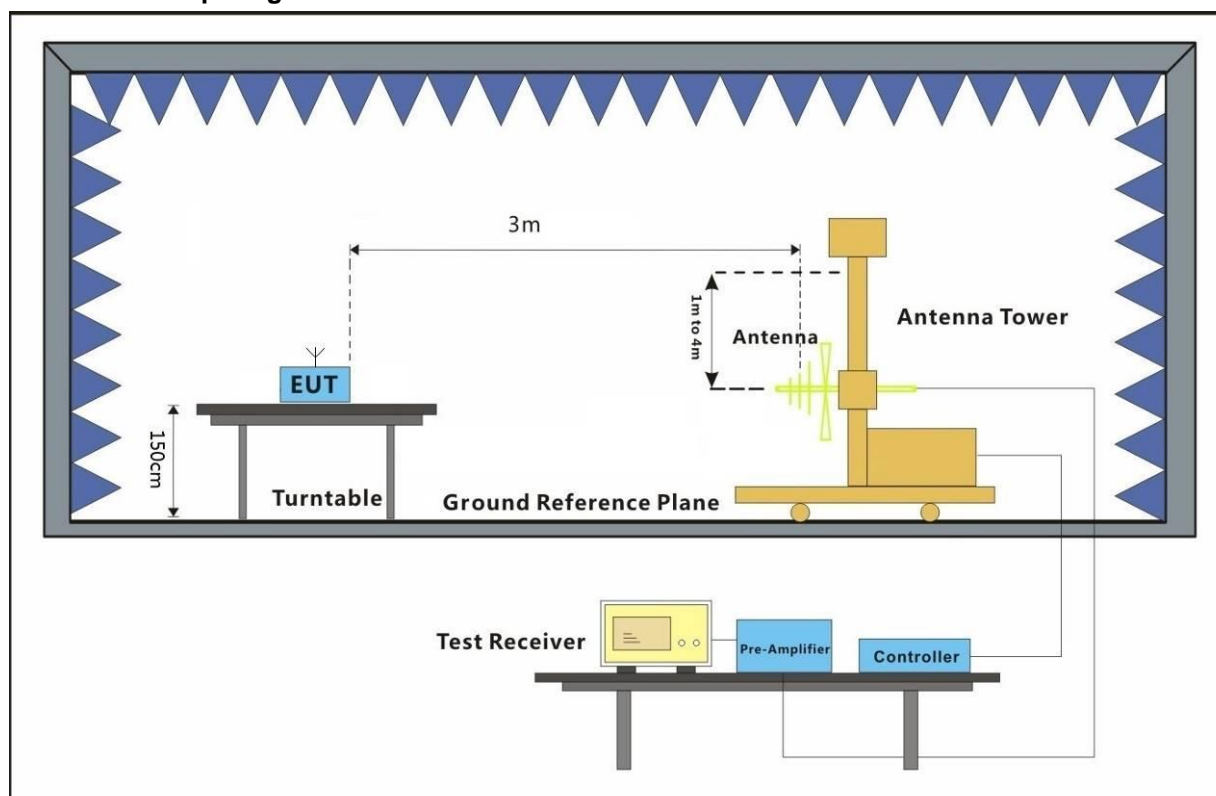 3m
1m to 4m
Antenna
Antenna Tower
EUT
150cm
Turntable
Ground Reference Plane
Test Receiver
Pre-Amplifier
Controller